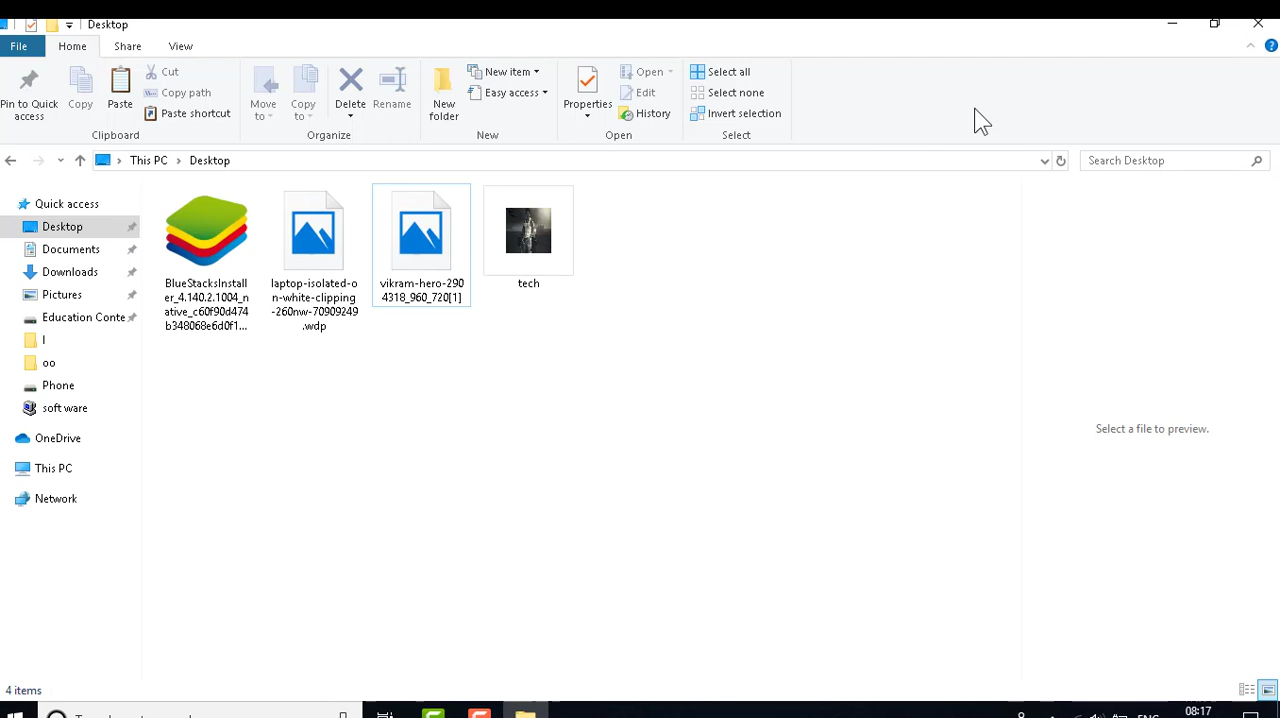 Desktop
File Home Share View
Pin to Quick access
Copy
Paste
Cut
Copy path
Paste shortcut
Clipboard
Move to
Copy to
Delete
Rename
Organize
New folder
New item
Easy access
New
Properties
Open
Edit
History
Open
Select all
Select none
Invert selection
Select
This PC > Desktop
Search Desktop
Quick access
Desktop
Documents
Downloads
Pictures
Education Conte
l
oo
Phone
soft ware
OneDrive
This PC
Network
BlueStacksInstall
er_4.140.2.1004_n
ative_c60f90d474
b348068e6d0f1...
laptop-isolated-o
n-white-clipping
-260nw-70909249
.wdp
vikram-hero-290
4318_960_720[1]
tech
Select a file to preview.
4 items
ENG
08:17